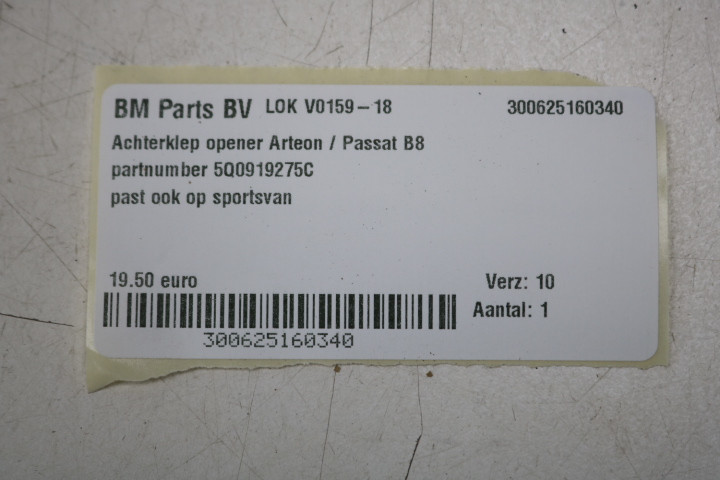 BM Parts BV LOK V0159-18 300625160340
Achterklep opener Arteon / Passat B8
partnumber 5Q0919275C
past ook op sportsvan
19.50 euro Verz: 10
Aantal: 1
300625160340